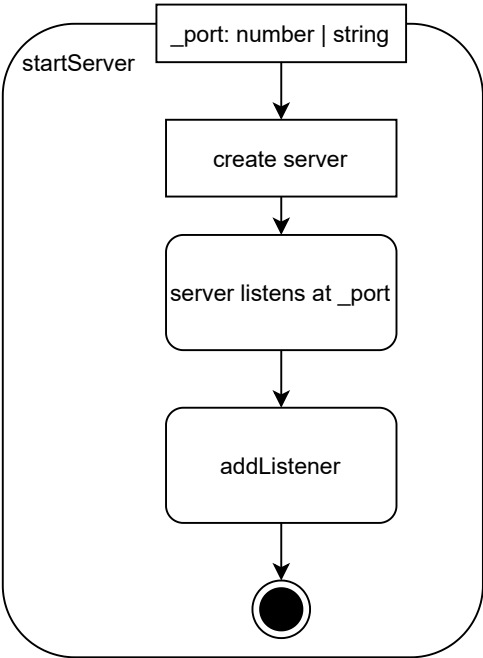 _port: number | string
startServer
create server
server listens at _port
addListener